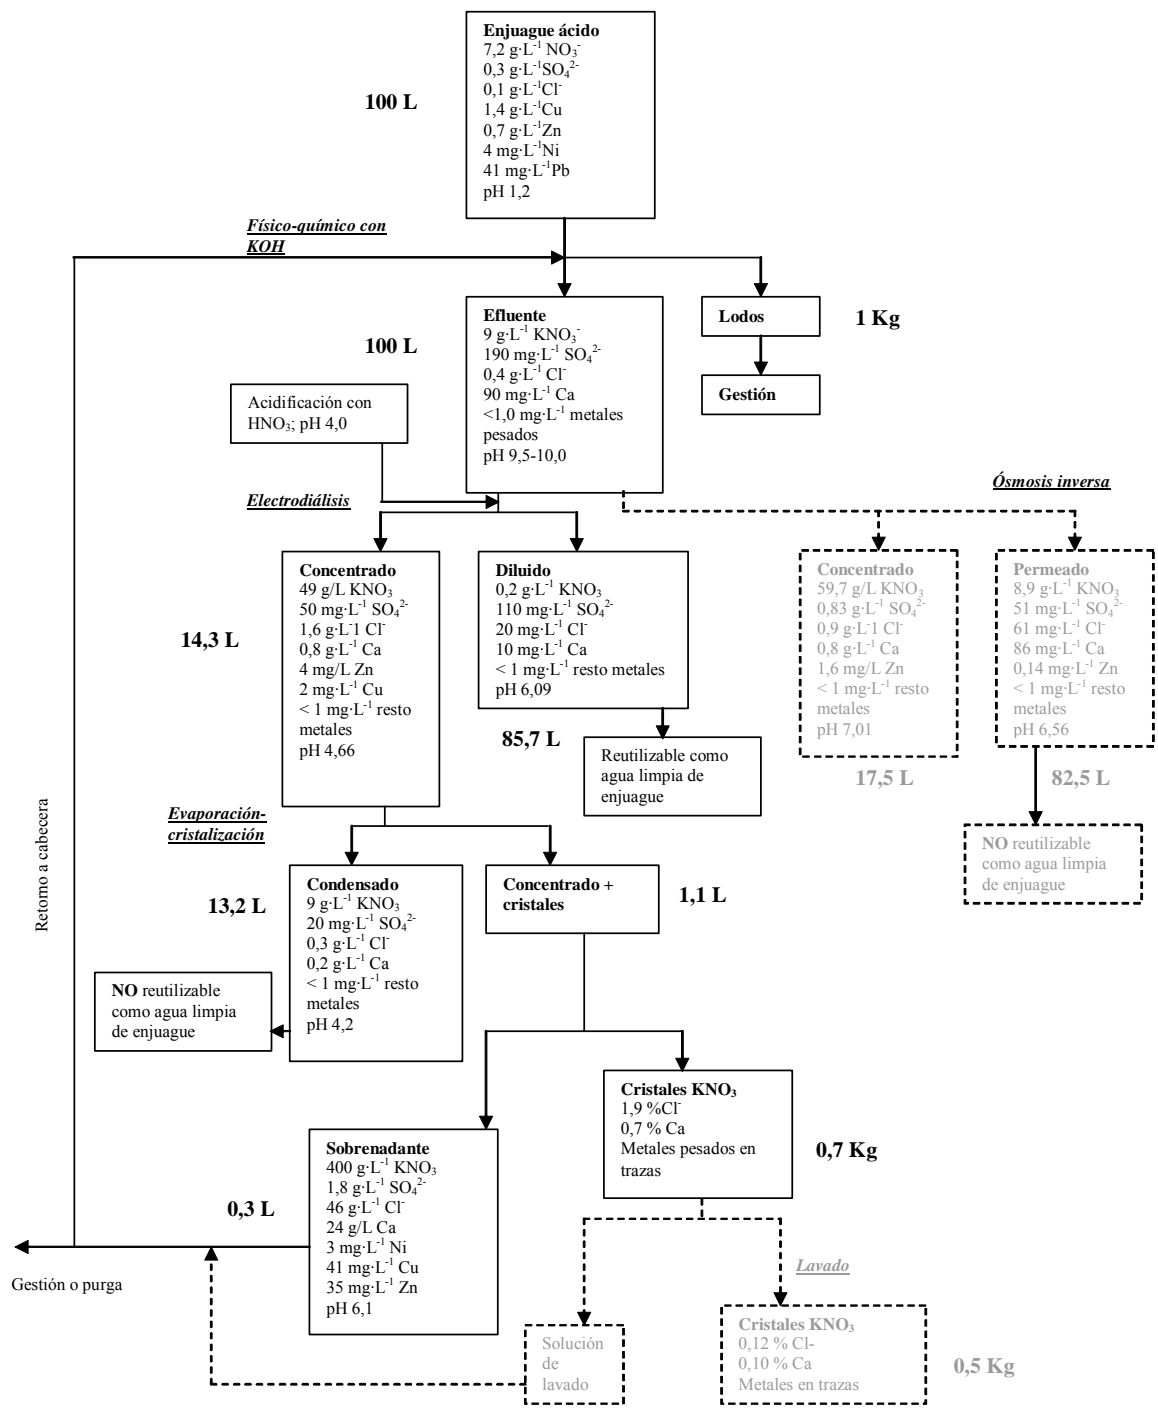 Enjuague ácido
7,2 g·L⁻¹ NO₃⁻
0,3 g·L⁻¹SO₄²⁻
0,1 g·L⁻¹Cl⁻
1,4 g·L⁻¹Cu
0,7 g·L⁻¹Zn
4 mg·L⁻¹Ni
41 mg·L⁻¹Pb
pH 1,2
100 L
Físico-químico con
KOH
Efluente
9 g·L⁻¹ KNO₃⁻
190 mg·L⁻¹ SO₄²⁻
0,4 g·L⁻¹ Cl⁻
90 mg·L⁻¹ Ca
<1,0 mg·L⁻¹ metales
pesados
pH 9,5-10,0
100 L
Lodos
1 Kg
Gestión
Acidificación con
HNO₃; pH 4,0
Electrodiálisis
Ósmosis inversa
Concentrado
49 g/L KNO₃
50 mg·L⁻¹ SO₄²⁻
1,6 g·L⁻1 Cl⁻
0,8 g·L⁻¹ Ca
4 mg/L Zn
2 mg·L⁻¹ Cu
< 1 mg·L⁻¹ resto
metales
pH 4,66
14,3 L
Diluido
0,2 g·L⁻¹ KNO₃
110 mg·L⁻¹ SO₄²⁻
20 mg·L⁻¹ Cl⁻
10 mg·L⁻¹ Ca
< 1 mg·L⁻¹ resto metales
pH 6,09
85,7 L
Reutilizable como
agua limpia de
enjuague
Concentrado
59,7 g/L KNO₃
0,83 g·L⁻¹ SO₄²⁻
0,9 g·L⁻1 Cl⁻
0,8 g·L⁻¹ Ca
1,6 mg/L Zn
< 1 mg·L⁻¹ resto
metales
pH 7,01
17,5 L
Permeado
8,9 g·L⁻¹ KNO₃
51 mg·L⁻¹ SO₄²⁻
61 mg·L⁻¹ Cl⁻
86 mg·L⁻¹ Ca
0,14 mg·L⁻¹ Zn
< 1 mg·L⁻¹ resto
metales
pH 6,56
82,5 L
NO reutilizable
como agua limpia
de enjuague
Evaporación-
cristalización
Retorno a cabecera
Condensado
9 g·L⁻¹ KNO₃
20 mg·L⁻¹ SO₄²⁻
0,3 g·L⁻¹ Cl⁻
0,2 g·L⁻¹ Ca
< 1 mg·L⁻¹ resto
metales
pH 4,2
13,2 L
Concentrado +
cristales
1,1 L
NO reutilizable
como agua limpia
de enjuague
Cristales KNO₃
1,9 %Cl⁻
0,7 % Ca
Metales pesados en
trazas
0,7 Kg
Sobrenadante
400 g·L⁻¹ KNO₃
1,8 g·L⁻¹ SO₄²⁻
46 g·L⁻¹ Cl⁻
24 g/L Ca
3 mg·L⁻¹ Ni
41 mg·L⁻¹ Cu
35 mg·L⁻¹ Zn
pH 6,1
0,3 L
Gestión o purga
Lavado
Solución
de
lavado
Cristales KNO₃
0,12 % Cl-
0,10 % Ca
Metales en trazas
0,5 Kg